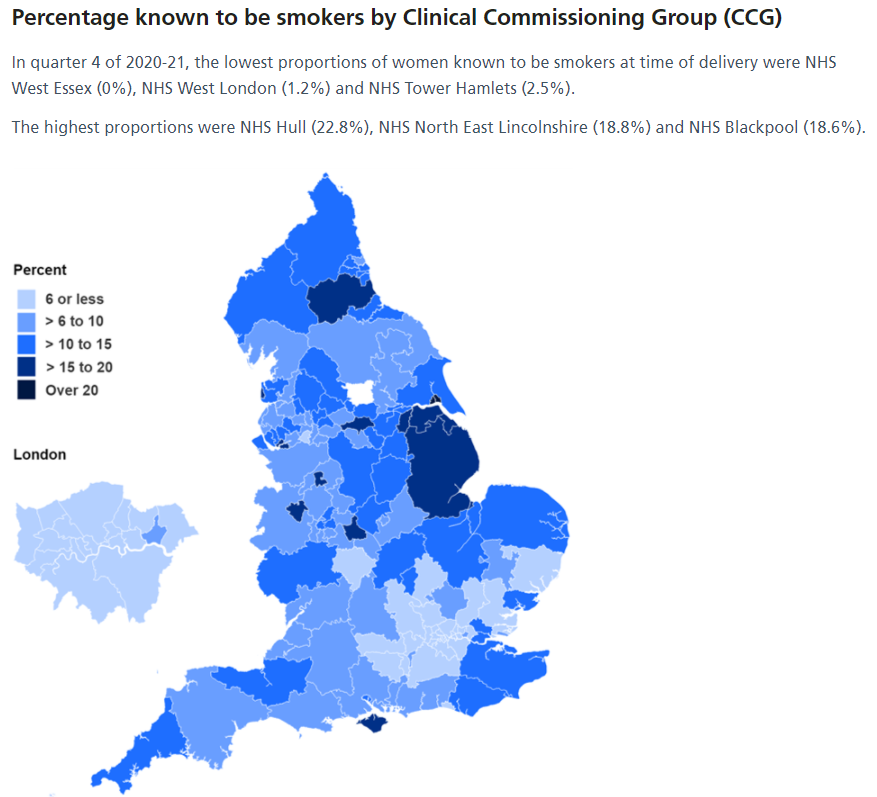 Percentage known to be smokers by Clinical Commissioning Group (CCG)
In quarter 4 of 2020-21, the lowest proportions of women known to be smokers at time of delivery were NHS
West Essex (0%), NHS West London (1.2%) and NHS Tower Hamlets (2.5%).
The highest proportions were NHS Hull (22.8%), NHS North East Lincolnshire (18.8%) and NHS Blackpool (18.6%).
Percent
6 or less
> 6 to 10
> 10 to 15
> 15 to 20
Over 20
London